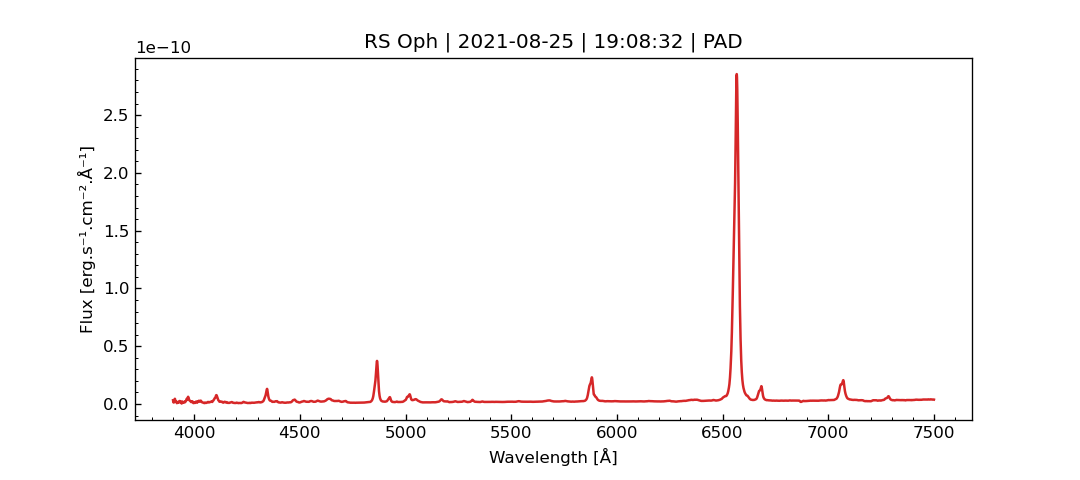 RS Oph | 2021-08-25 | 19:08:32 | PAD
1e−10
2.5
2.0
1.5
1.0
0.5
0.0
Flux [erg.s⁻¹.cm⁻².Å⁻¹]
4000 4500 5000 5500 6000 6500 7000 7500
Wavelength [Å]